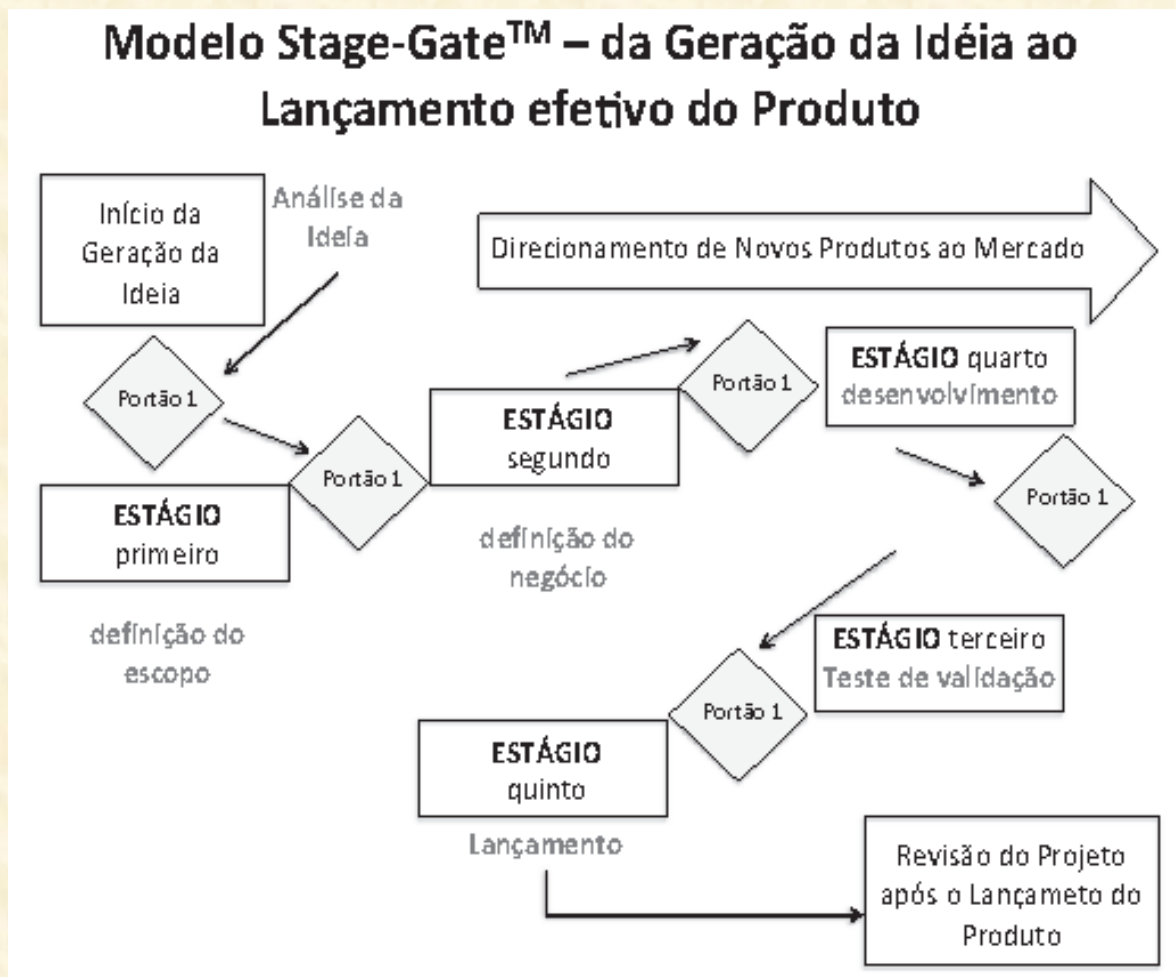 Modelo Stage-Gate™ – da Geração da Idéia ao
Lançamento efetivo do Produto
Início da
Geração da
Ideia
Análise da
Ideia
Direcionamento de Novos Produtos ao Mercado
Portão 1
ESTÁGIO
primeiro
definição do
escopo
Portão 1
ESTÁGIO
segundo
definição do
negócio
Portão 1
ESTÁGIO quarto
desenvolvimento
Portão 1
ESTÁGIO terceiro
Teste de validação
Portão 1
ESTÁGIO
quinto
Lançamento
Revisão do Projeto
após o Lançameto do
Produto